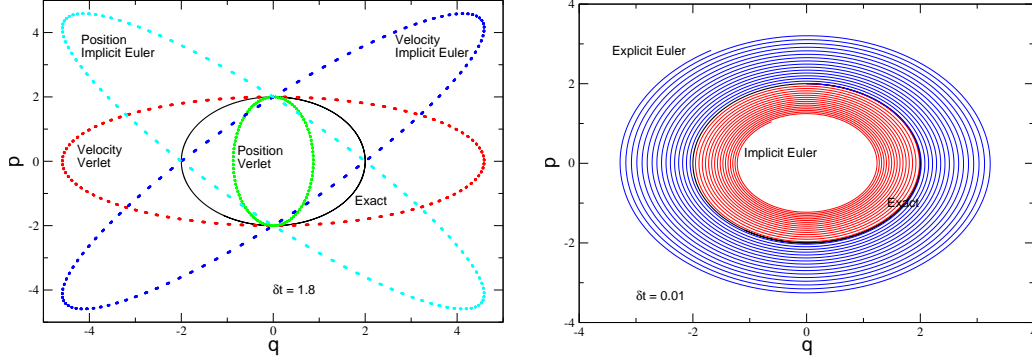 Position
Implicit Euler
Velocity
Implicit Euler
Velocity
Verlet
Position
Verlet
Exact
δt = 1.8
p
4
2
0
-2
-4
-4
-2
0
2
4
q
Explicit Euler
Implicit Euler
Exact
δt = 0.01
p
4
2
0
-2
-4
-4
-2
0
2
4
q